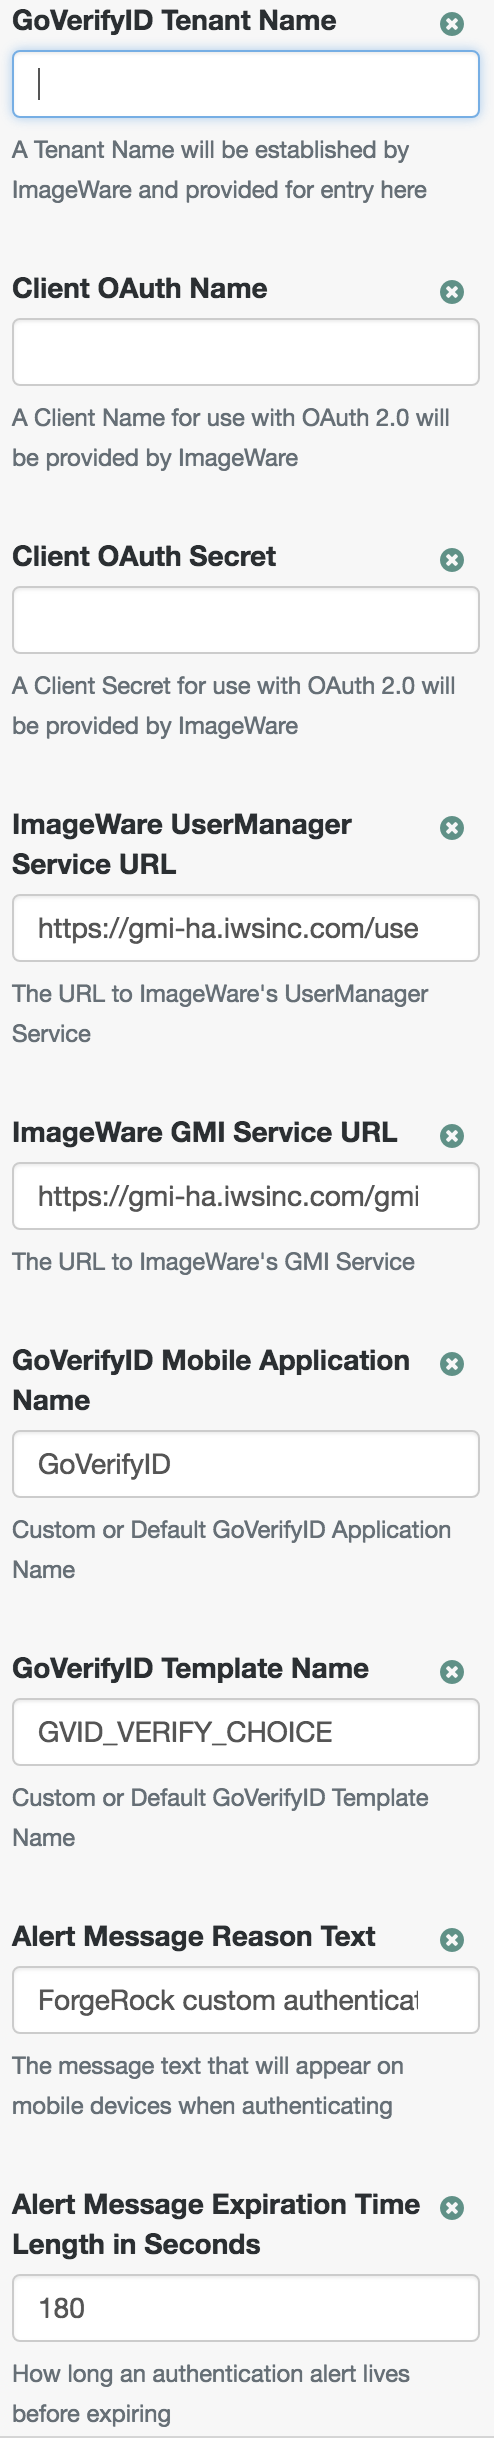 GoVerifyID Tenant Name
A Tenant Name will be established by
ImageWare and provided for entry here
Client OAuth Name
A Client Name for use with OAuth 2.0 will
be provided by ImageWare
Client OAuth Secret
A Client Secret for use with OAuth 2.0 will
be provided by ImageWare
ImageWare UserManager
Service URL
https://gmi-ha.iwsinc.com/use
The URL to ImageWare's UserManager
Service
ImageWare GMI Service URL
https://gmi-ha.iwsinc.com/gmi
The URL to ImageWare's GMI Service
GoVerifyID Mobile Application
Name
GoVerifyID
Custom or Default GoVerifyID Application
Name
GoVerifyID Template Name
GVID_VERIFY_CHOICE
Custom or Default GoVerifyID Template
Name
Alert Message Reason Text
ForgeRock custom authenticat
The message text that will appear on
mobile devices when authenticating
Alert Message Expiration Time
Length in Seconds
180
How long an authentication alert lives
before expiring